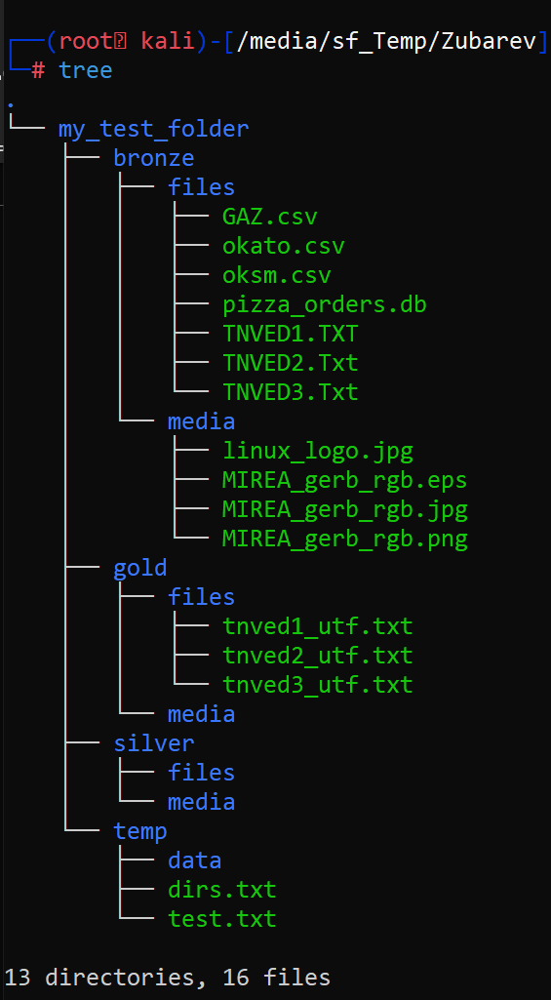 ┌──(root㉿ kali)-[/media/sf_Temp/Zubarev]
└─# tree
.
└── my_test_folder
    ├── bronze
    │   ├── files
    │   │   ├── GAZ.csv
    │   │   ├── okato.csv
    │   │   ├── oksm.csv
    │   │   ├── pizza_orders.db
    │   │   ├── TNVED1.TXT
    │   │   ├── TNVED2.Txt
    │   │   └── TNVED3.Txt
    │   └── media
    │       ├── linux_logo.jpg
    │       ├── MIREA_gerb_rgb.eps
    │       ├── MIREA_gerb_rgb.jpg
    │       └── MIREA_gerb_rgb.png
    ├── gold
    │   ├── files
    │   │   ├── tnved1_utf.txt
    │   │   ├── tnved2_utf.txt
    │   │   └── tnved3_utf.txt
    │   └── media
    ├── silver
    │   ├── files
    │   └── media
    └── temp
        ├── data
        ├── dirs.txt
        └── test.txt
13 directories, 16 files